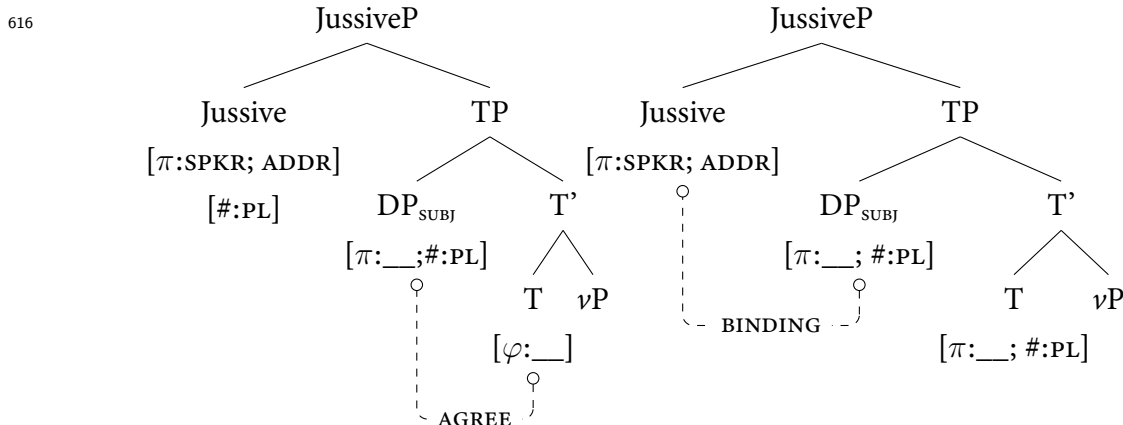 616
JussiveP JussiveP
Jussive TP Jussive TP
[π:SPKR; ADDR] [π:SPKR; ADDR]
[#:PL] DP_SUBJ T’ DP_SUBJ T’
[π:__;#:PL] [π:__; #:PL]
T vP T vP
BINDING
[φ:__] [π:__; #:PL]
AGREE